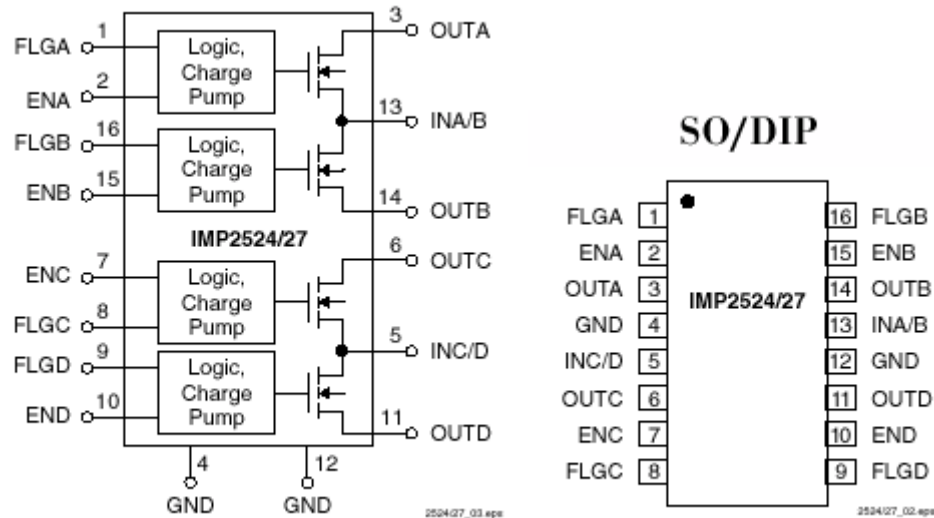 3
OUTA
1
FLGA
Logic,
Charge
Pump
2
ENA
13
INA/B
16
FLGB
Logic,
Charge
Pump
15
ENB
14
OUTB
IMP2524/27
6
OUTC
7
ENC
Logic,
Charge
Pump
8
FLGC
5
INC/D
9
FLGD
Logic,
Charge
Pump
10
END
11
OUTD
4
12
GND
GND
2524/27_03.eps
SO/DIP
FLGA 1 16 FLGB
ENA 2 15 ENB
OUTA 3 IMP2524/27 14 OUTB
GND 4 13 INA/B
INC/D 5 12 GND
OUTC 6 11 OUTD
ENC 7 10 END
FLGC 8 9 FLGD
2524/27_02.eps